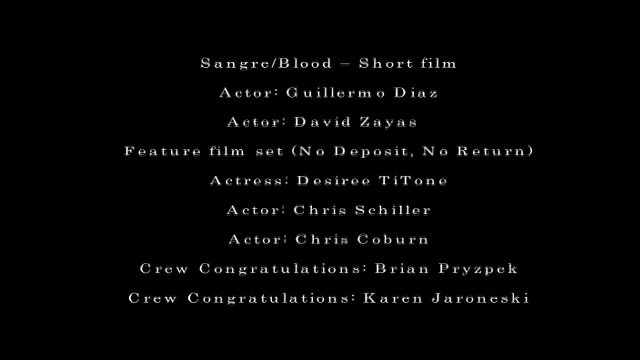 Sangre/Blood – Short film
Actor: Guillermo Diaz
Actor: David Zayas
Feature film set (No Deposit, No Return)
Actress: Desiree TiTone
Actor: Chris Schiller
Actor: Chris Coburn
Crew Congratulations: Brian Pryzpek
Crew Congratulations: Karen Jaroneski